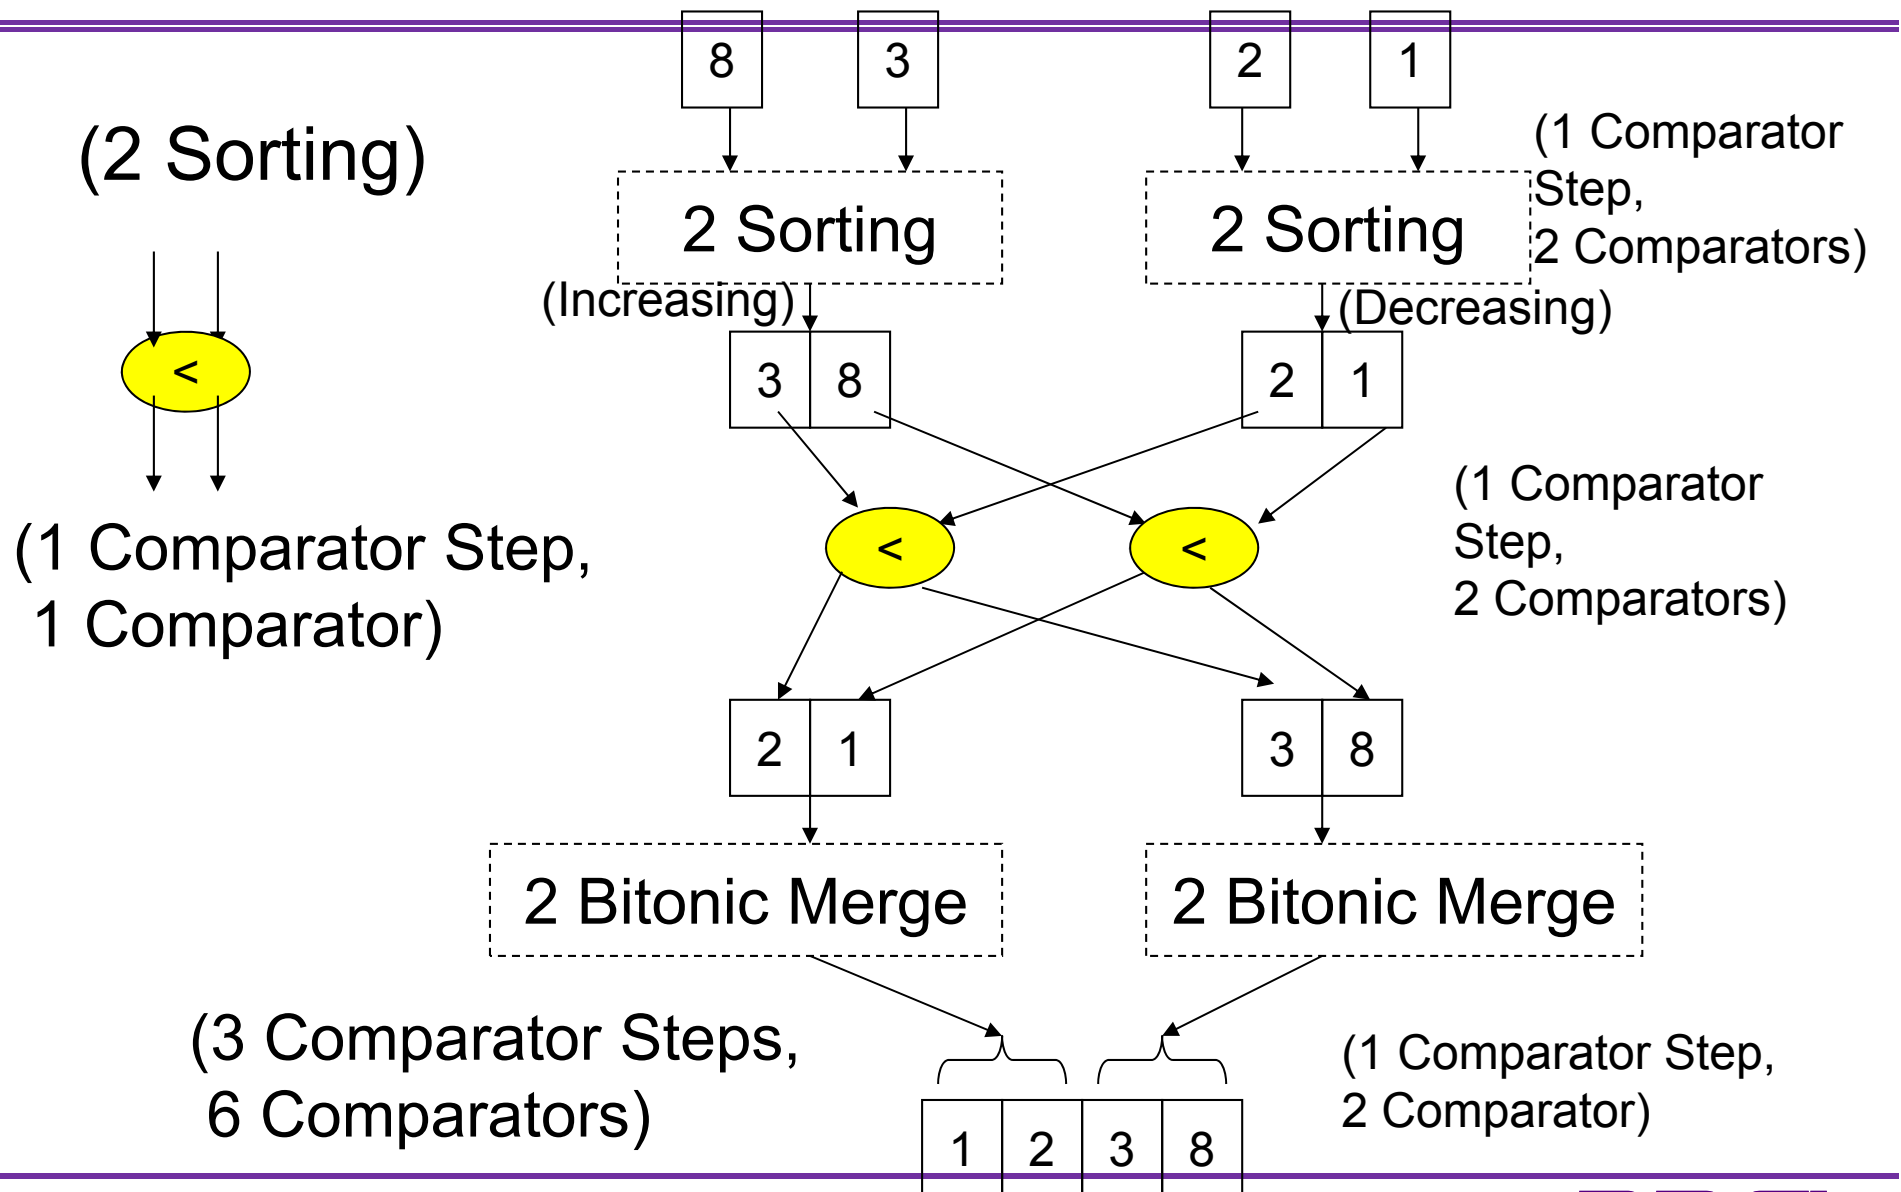 8 3 2 1
(2 Sorting)
(1 Comparator
Step,
2 Comparators)
2 Sorting
2 Sorting
(Increasing)
(Decreasing)
3 8
2 1
<
<
<
(1 Comparator Step,
1 Comparator)
(1 Comparator
Step,
2 Comparators)
2 1
3 8
2 Bitonic Merge
2 Bitonic Merge
(3 Comparator Steps,
6 Comparators)
(1 Comparator Step,
2 Comparator)
1 2 3 8